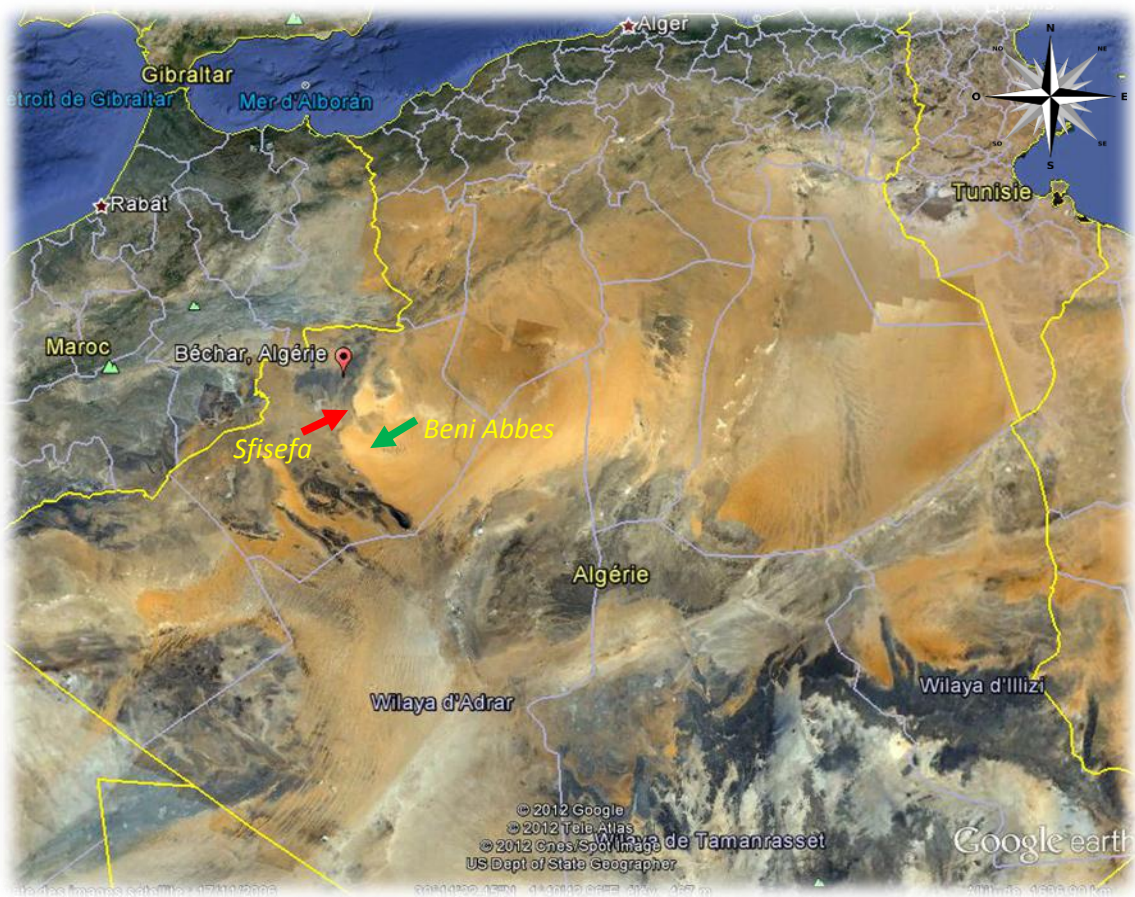 Alger
N
NO NE
Gibraltar
etroit de Gibraltar
Mer d'Alborán
O E
SO SE
S
Tunisie
Rabat
Maroc
Béchar, Algérie
Beni Abbes
Sfisefa
Algérie
Wilaya d'Illizi
Wilaya d'Adrar
© 2012 Google
© 2012 Tele Atlas
© 2012 Cnes/Spot Image
US Dept of State Geographer
Wilaya de Tamanrasset
Google earth